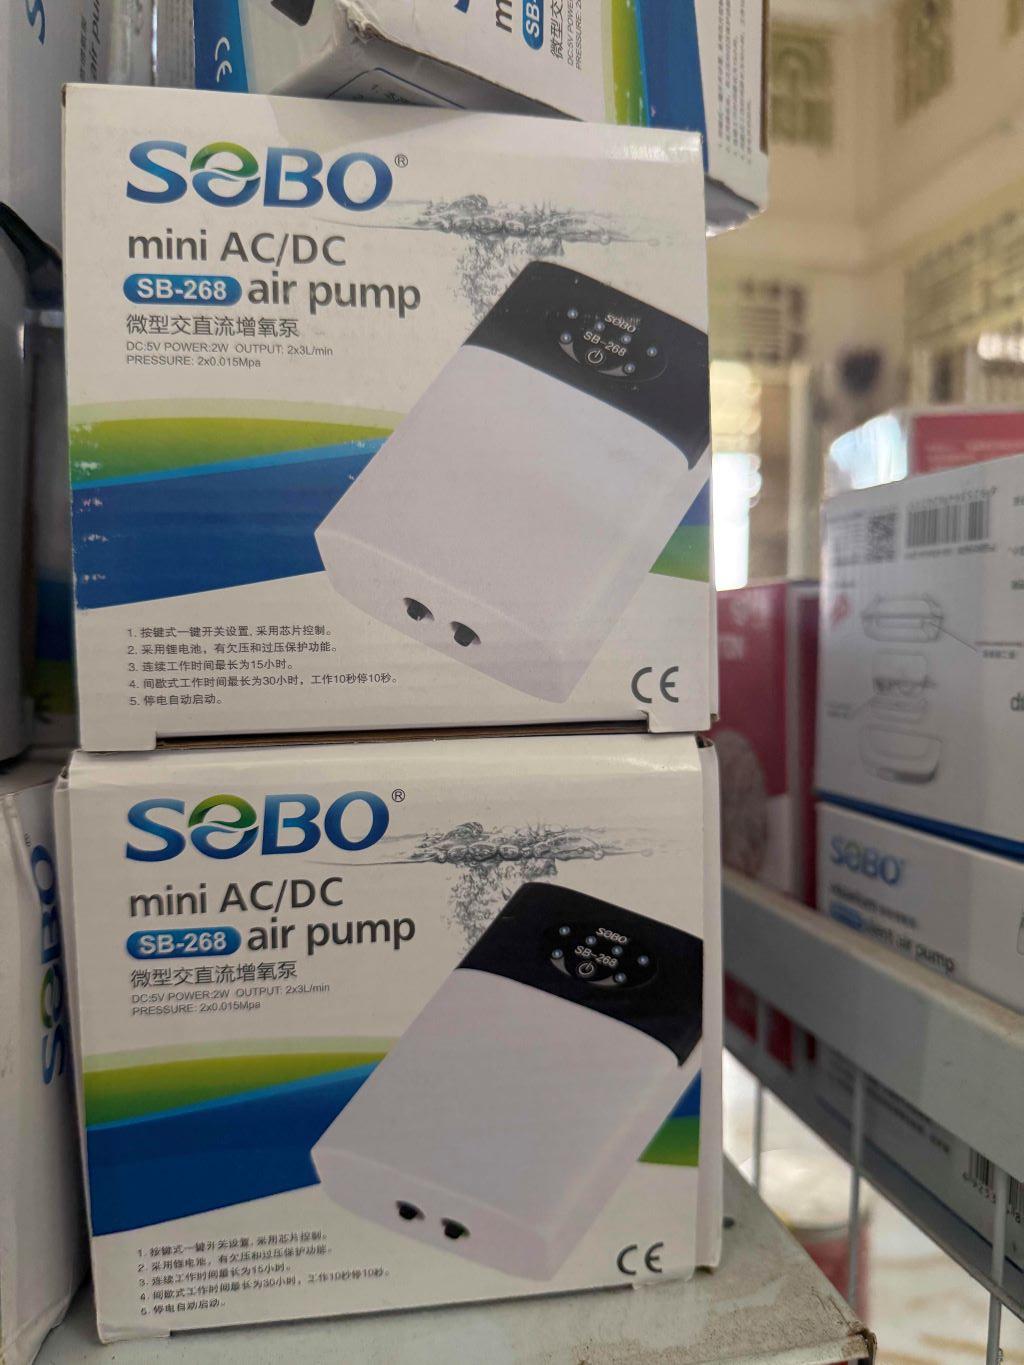 SOBO®
mini AC/DC
SB-268 air pump
微型交直流增氧泵
DC:5V POWER:2W OUTPUT: 2x3L/min
PRESSURE: 2x0.015Mpa
SOBO
SB-268
1. 按键式一键开关设置, 采用芯片控制。
2. 采用锂电池，有欠压和过压保护功能。
3. 连续工作时间最长为15小时。
4. 间歇式工作时间最长为30小时，工作10秒停10秒。
5. 停电自动启动。
CE
SOBO®
mini AC/DC
SB-268 air pump
微型交直流增氧泵
DC:5V POWER:2W OUTPUT: 2x3L/min
PRESSURE: 2x0.015Mpa
SOBO
SB-268
1. 按键式一键开关设置, 采用芯片控制。
2. 采用锂电池，有欠压和过压保护功能。
3. 连续工作时间最长为15小时。
4. 间歇式工作时间最长为30小时，工作10秒停10秒。
5. 停电自动启动。
CE
CE
SOBO
SOBO
air pump